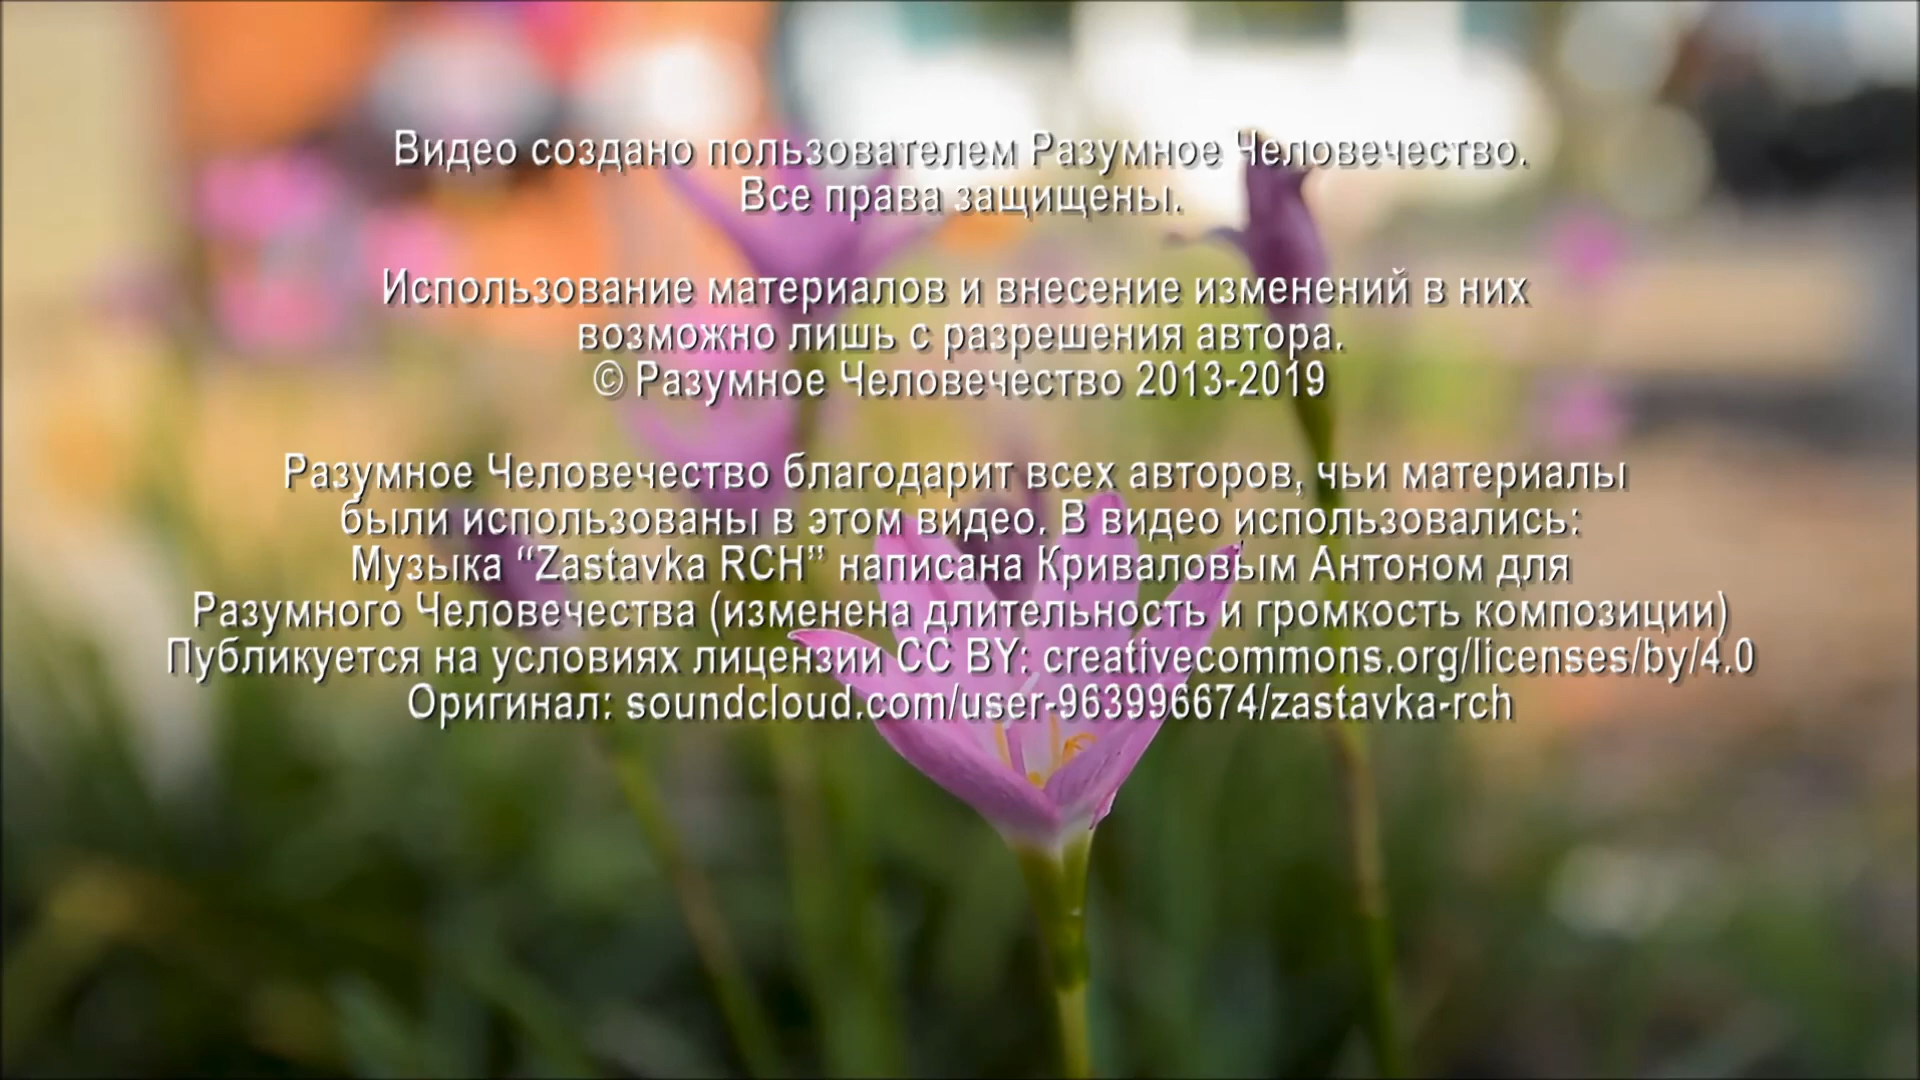 Видео создано пользователем Разумное Человечество.
Все права защищены.
Использование материалов и внесение изменений в них
возможно лишь с разрешения автора.
© Разумное Человечество 2013-2019
Разумное Человечество благодарит всех авторов, чьи материалы
были использованы в этом видео. В видео использовались:
Музыка “Zastavka RCH” написана Криваловым Антоном для
Разумного Человечества (изменена длительность и громкость композиции)
Публикуется на условиях лицензии CC BY: creativecommons.org/licenses/by/4.0
Оригинал: soundcloud.com/user-963996674/zastavka-rch